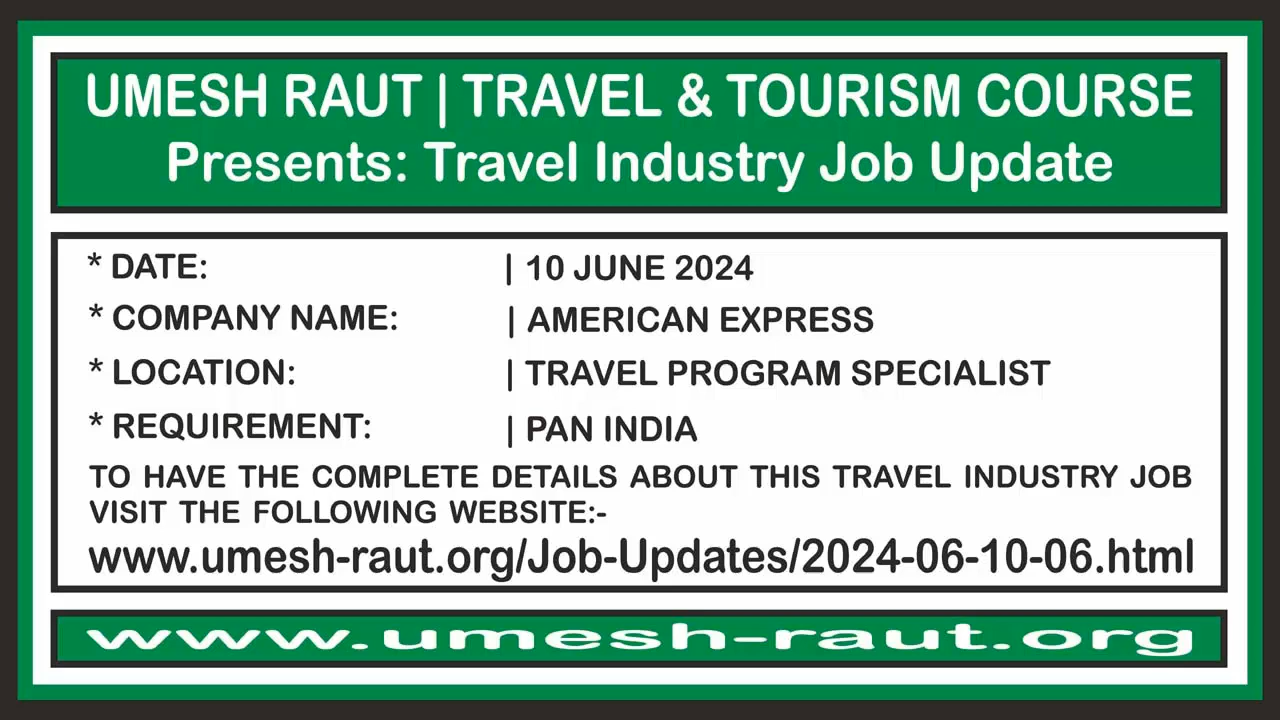 UMESH RAUT | TRAVEL & TOURISM COURSE
Presents: Travel Industry Job Update
* DATE: | 10 JUNE 2024
* COMPANY NAME: | AMERICAN EXPRESS
* LOCATION: | TRAVEL PROGRAM SPECIALIST
* REQUIREMENT: | PAN INDIA
TO HAVE THE COMPLETE DETAILS ABOUT THIS TRAVEL INDUSTRY JOB
VISIT THE FOLLOWING WEBSITE:-
www.umesh-raut.org/Job-Updates/2024-06-10-06.html
www.umesh-raut.org